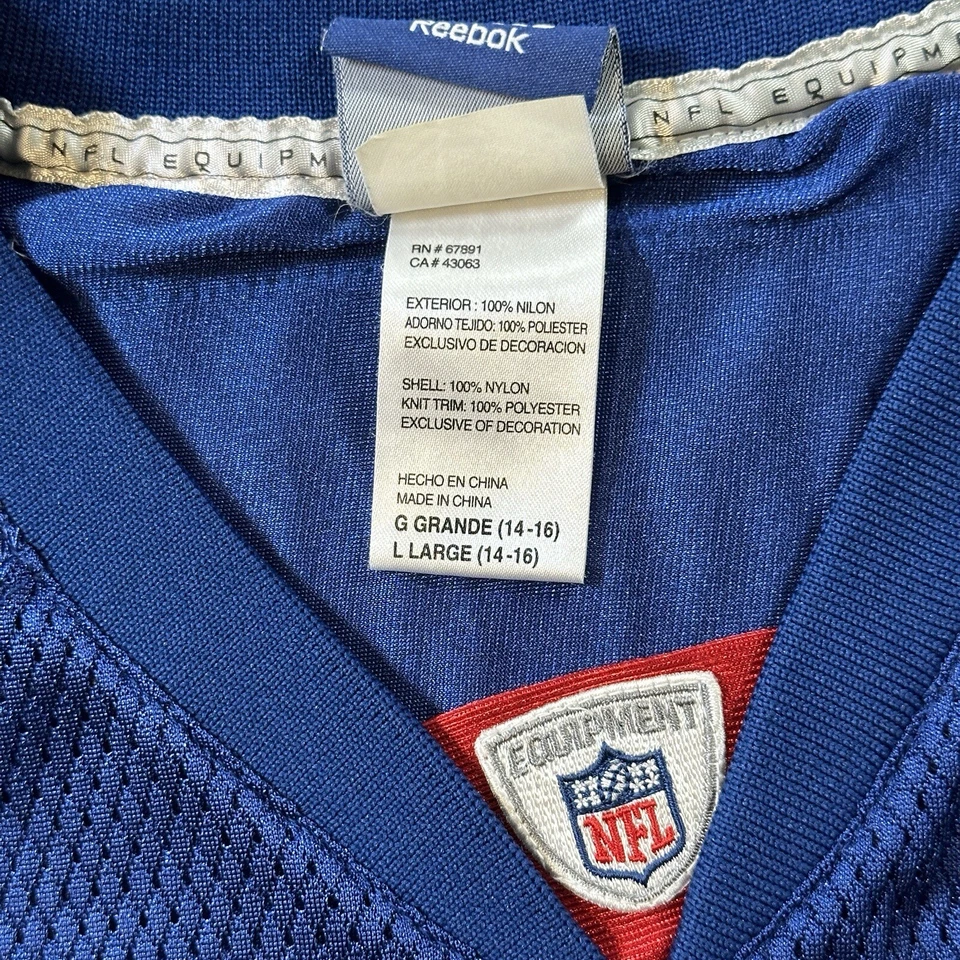 Reebok
NFL EQUIPM
NFL EQUIPM
RN # 67891
CA # 43063
EXTERIOR : 100% NILON
ADORNO TEJIDO: 100% POLIESTER
EXCLUSIVO DE DECORACION
SHELL: 100% NYLON
KNIT TRIM: 100% POLYESTER
EXCLUSIVE OF DECORATION
HECHO EN CHINA
MADE IN CHINA
G GRANDE (14-16)
L LARGE (14-16)
EQUIPMENT
NFL